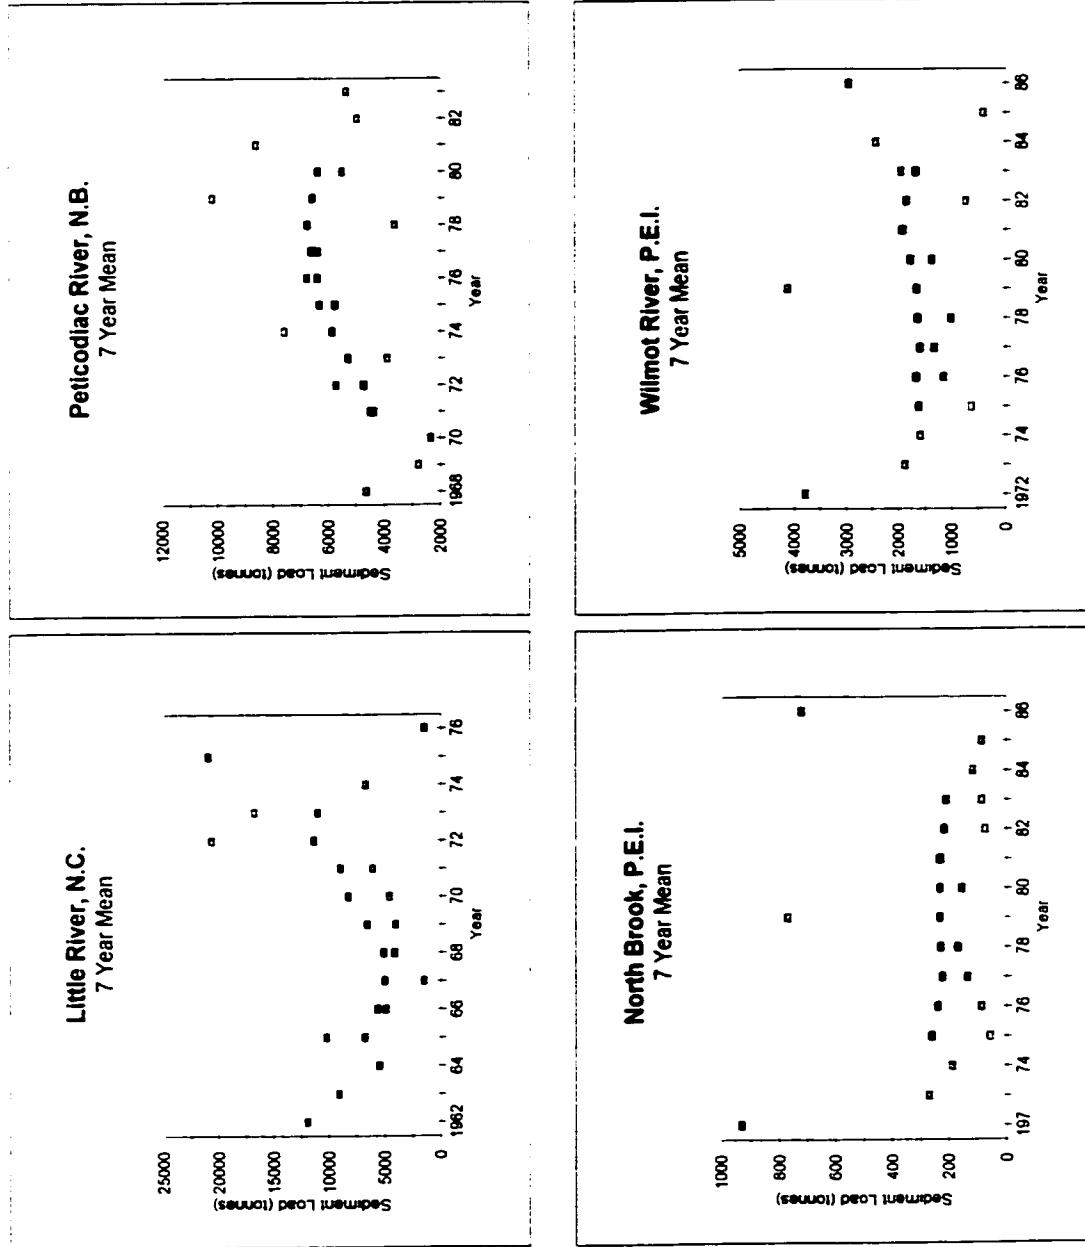 Little River, N.C.
7 Year Mean
Sediment Load (tonnes)
25000
20000
15000
10000
5000
0
1962 64 66 68 70 72 74 76
Year
Peticodiac River, N.B.
7 Year Mean
Sediment Load (tonnes)
12000
10000
8000
6000
4000
2000
1968 70 72 74 76 78 80 82
Year
North Brook, P.E.I.
7 Year Mean
Sediment Load (tonnes)
1000
800
600
400
200
0
197 74 76 78 80 82 84 86
Year
Wilmot River, P.E.I.
7 Year Mean
Sediment Load (tonnes)
5000
4000
3000
2000
1000
0
1972 74 76 78 80 82 84 86
Year